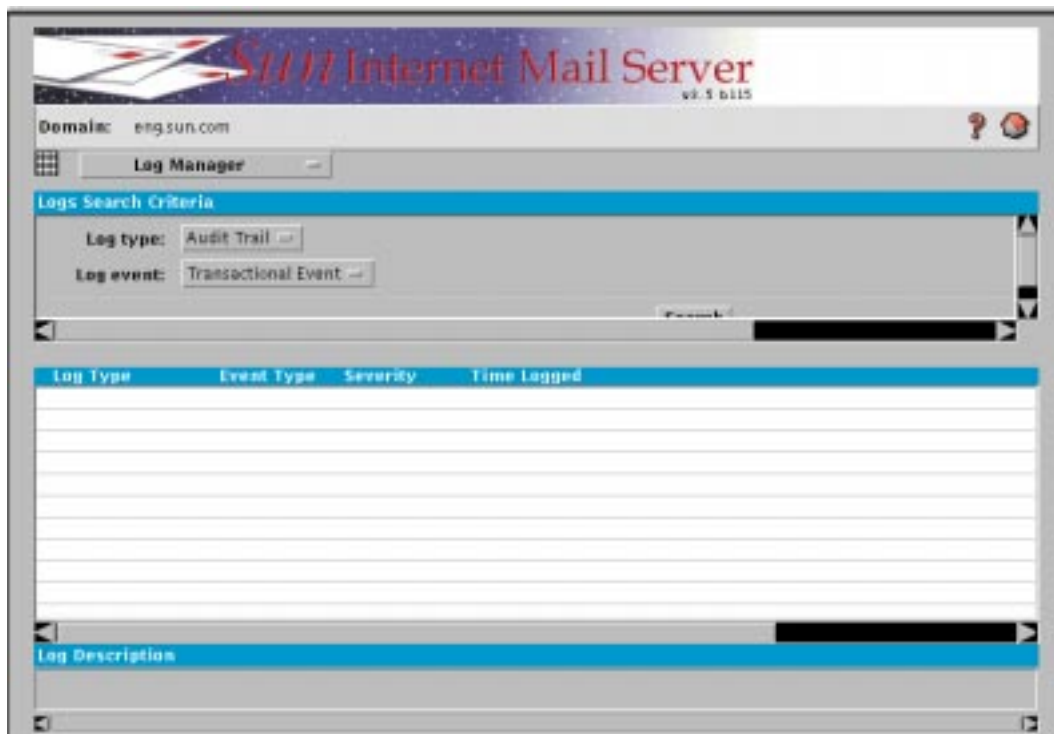 Sun Internet Mail Server
v3.5 b115
Domain: eng.sun.com
Log Manager
Logs Search Criteria
Log type: Audit Trail
Log event: Transactional Event
Search
Log Type Event Type Severity Time Logged
Log Description